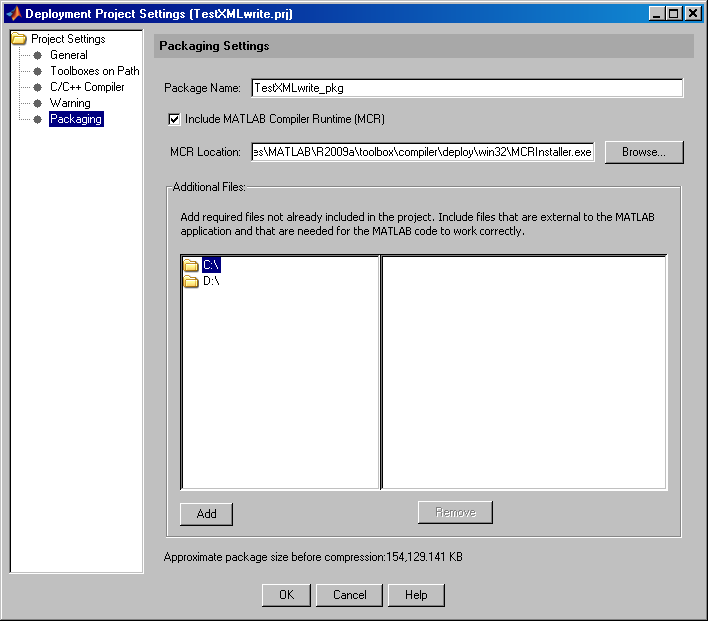 Deployment Project Settings (TestXMLwrite.prj)
Project Settings
General
Toolboxes on Path
C/C++ Compiler
Warning
Packaging
Packaging Settings
Package Name: TestXMLwrite_pkg
Include MATLAB Compiler Runtime (MCR)
MCR Location: es\MATLAB\R2009a\toolbox\compiler\deploy\win32\MCRInstaller.exe Browse...
Additional Files:
Add required files not already included in the project. Include files that are external to the MATLAB
application and that are needed for the MATLAB code to work correctly.
C:\
D:\
Add Remove
Approximate package size before compression:154,129.141 KB
OK Cancel Help